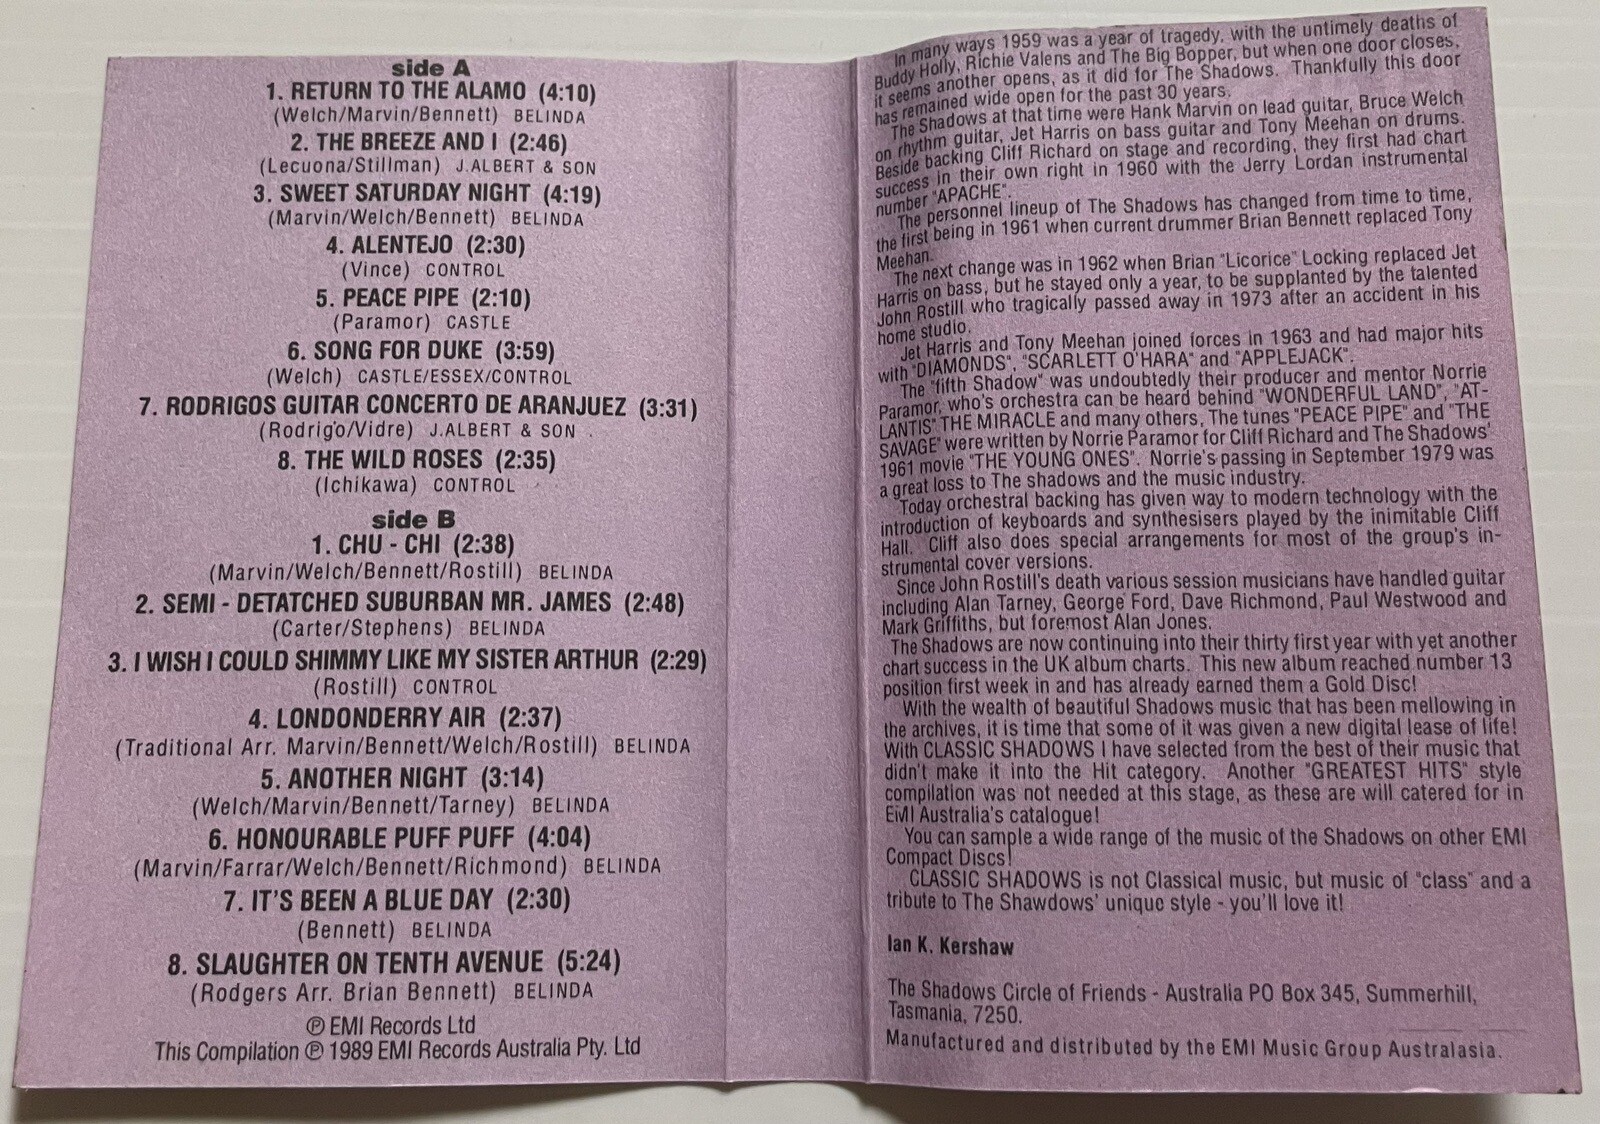 side A
1. RETURN TO THE ALAMO (4:10)
(Welch/Marvin/Bennett) BELINDA
2. THE BREEZE AND I (2:46)
(Lecuona/Stillman) J.ALBERT & SON
3. SWEET SATURDAY NIGHT (4:19)
(Marvin/Welch/Bennett) BELINDA
4. ALENTEJO (2:30)
(Vince) CONTROL
5. PEACE PIPE (2:10)
(Paramor) CASTLE
6. SONG FOR DUKE (3:59)
(Welch) CASTLE/ESSEX/CONTROL
7. RODRIGOS GUITAR CONCERTO DE ARANJUEZ (3:31)
(Rodrigo/Vidre) J.ALBERT & SON
8. THE WILD ROSES (2:35)
(Ichikawa) CONTROL
side B
1. CHU - CHI (2:38)
(Marvin/Welch/Bennett/Rostill) BELINDA
2. SEMI - DETATCHED SUBURBAN MR. JAMES (2:48)
(Carter/Stephens) BELINDA
3. I WISH I COULD SHIMMY LIKE MY SISTER ARTHUR (2:29)
(Rostill) CONTROL
4. LONDONDERRY AIR (2:37)
(Traditional Arr. Marvin/Bennett/Welch/Rostill) BELINDA
5. ANOTHER NIGHT (3:14)
(Welch/Marvin/Bennett/Tarney) BELINDA
6. HONOURABLE PUFF PUFF (4:04)
(Marvin/Farrar/Welch/Bennett/Richmond) BELINDA
7. IT'S BEEN A BLUE DAY (2:30)
(Bennett) BELINDA
8. SLAUGHTER ON TENTH AVENUE (5:24)
(Rodgers Arr. Brian Bennett) BELINDA
℗ EMI Records Ltd
This Compilation ℗ 1989 EMI Records Australia Pty. Ltd
In many ways 1959 was a year of tragedy, with the untimely deaths of
Buddy Holly, Richie Valens and The Big Bopper, but when one door closes,
it seems another opens, as it did for The Shadows. Thankfully this door
has remained wide open for the past 30 years.
The Shadows at that time were Hank Marvin on lead guitar, Bruce Welch
on rhythm guitar, Jet Harris on bass guitar and Tony Meehan on drums.
Beside backing Cliff Richard on stage and recording, they first had chart
success in their own right in 1960 with the Jerry Lordan instrumental
number "APACHE".
The personnel lineup of The Shadows has changed from time to time,
the first being in 1961 when current drummer Brian Bennett replaced Tony
Meehan.
The next change was in 1962 when Brian "Licorice" Locking replaced Jet
Harris on bass, but he stayed only a year, to be supplanted by the talented
John Rostill who tragically passed away in 1973 after an accident in his
home studio.
Jet Harris and Tony Meehan joined forces in 1963 and had major hits
with "DIAMONDS", "SCARLETT O'HARA" and "APPLEJACK".
The "fifth Shadow" was undoubtedly their producer and mentor Norrie
Paramor, who's orchestra can be heard behind "WONDERFUL LAND", "AT-
LANTIS" THE MIRACLE and many others, The tunes "PEACE PIPE" and "THE
SAVAGE" were written by Norrie Paramor for Cliff Richard and The Shadows'
1961 movie "THE YOUNG ONES". Norrie's passing in September 1979 was
a great loss to The shadows and the music industry.
Today orchestral backing has given way to modern technology with the
introduction of keyboards and synthesisers played by the inimitable Cliff
Hall. Cliff also does special arrangements for most of the group's in-
strumental cover versions.
Since John Rostill's death various session musicians have handled guitar
including Alan Tarney, George Ford, Dave Richmond, Paul Westwood and
Mark Griffiths, but foremost Alan Jones.
The Shadows are now continuing into their thirty first year with yet another
chart success in the UK album charts. This new album reached number 13
position first week in and has already earned them a Gold Disc!
With the wealth of beautiful Shadows music that has been mellowing in
the archives, it is time that some of it was given a new digital lease of life!
With CLASSIC SHADOWS I have selected from the best of their music that
didn't make it into the Hit category. Another "GREATEST HITS" style
compilation was not needed at this stage, as these are will catered for in
EMI Australia's catalogue!
You can sample a wide range of the music of the Shadows on other EMI
Compact Discs!
CLASSIC SHADOWS is not Classical music, but music of "class" and a
tribute to The Shawdows' unique style - you'll love it!
Ian K. Kershaw
The Shadows Circle of Friends - Australia PO Box 345, Summerhill,
Tasmania, 7250.
Manufactured and distributed by the EMI Music Group Australasia.